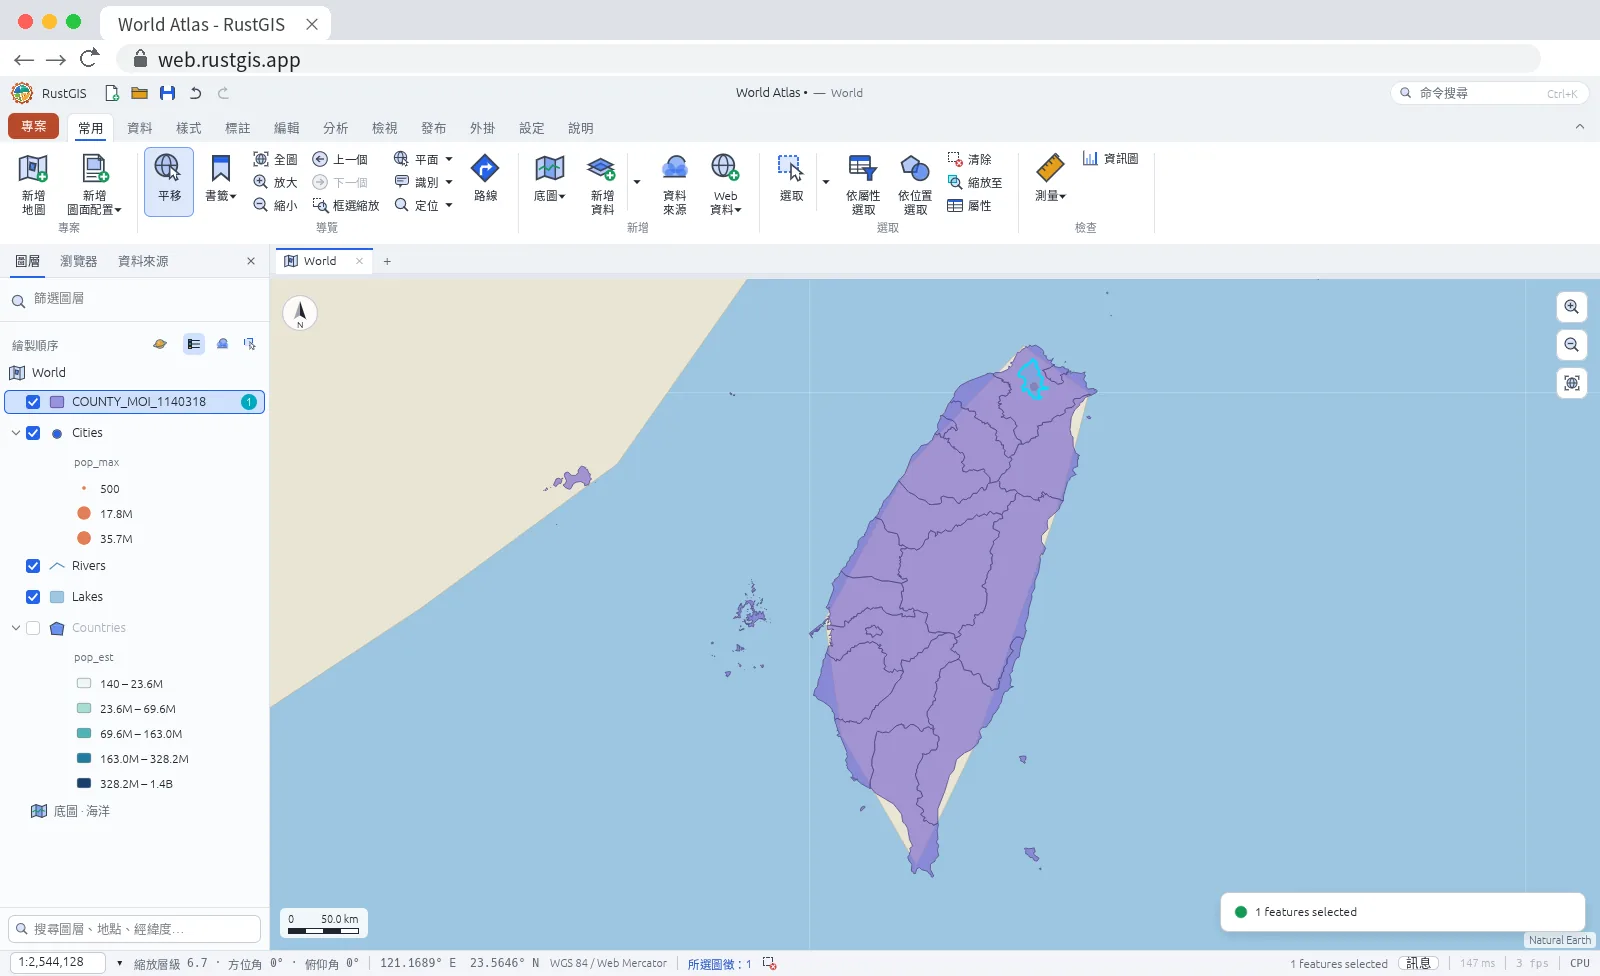 World Atlas - RustGIS
web.rustgis.app
RustGIS
World Atlas • — World
命令搜尋 Ctrl+K
專案 常用 資料 樣式 標註 編輯 分析 檢視 發布 外掛 設定 說明
新增地圖
新增圖面配置
專案
平移
書籤
全圖
放大
縮小
上一個
下一個
框選縮放
平面
識別
定位
路線
導覽
底圖
新增資料
資料來源
Web 資料
新增
選取
依屬性選取
依位置選取
清除
縮放至
屬性
選取
測量
資訊圖
檢查
圖層 瀏覽器 資料來源
World
篩選圖層
繪製順序
World
COUNTY_MOI_1140318 1
Cities
pop_max
500
17.8M
35.7M
Rivers
Lakes
Countries
pop_est
140 – 23.6M
23.6M – 69.6M
69.6M – 163.0M
163.0M – 328.2M
328.2M – 1.4B
底圖 · 海洋
搜尋圖層、地點、經緯度…
N
0 50.0 km
1 features selected
Natural Earth
1:2,544,128 縮放層級 6.7 · 方位角 0° · 俯仰角 0° 121.1689° E 23.5646° N WGS 84 / Web Mercator 所選圖徵：1
1 features selected 訊息 147 ms 3 fps CPU